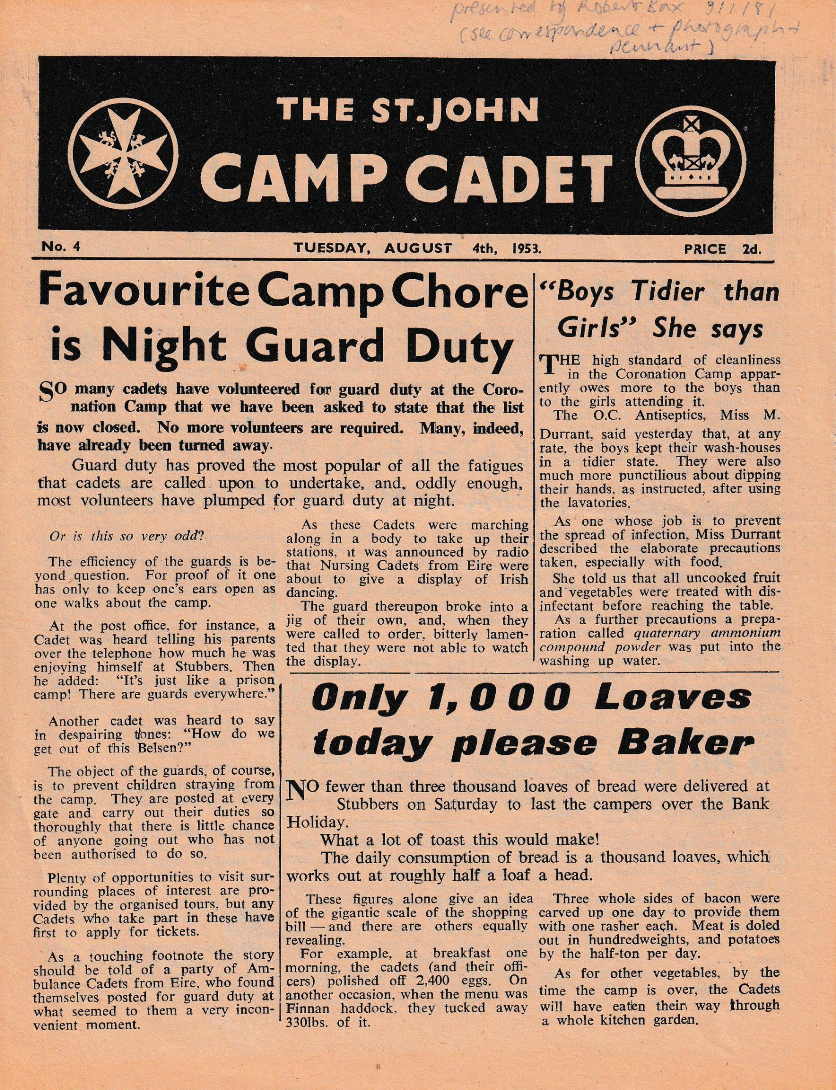 presented by Robert Box 9/1/81
(see correspondence + photograph +
pennant)
THE ST. JOHN
CAMP CADET
No. 4
TUESDAY, AUGUST 4th, 1953.
PRICE 2d.
Favourite Camp Chore
is Night Guard Duty
SO many cadets have volunteered for guard duty at the Coro-
nation Camp that we have been asked to state that the list
is now closed. No more volunteers are required. Many, indeed,
have already been turned away.
Guard duty has proved the most popular of all the fatigues
that cadets are called upon to undertake, and, oddly enough,
most volunteers have plumped for guard duty at night.
Or is this so very odd?
The efficiency of the guards is be-
yond question. For proof of it one
has only to keep one's ears open as
one walks about the camp.
At the post office, for instance, a
Cadet was heard telling his parents
over the telephone how much he was
enjoying himself at Stubbers. Then
he added: "It's just like a prison
camp! There are guards everywhere."
Another cadet was heard to say
in despairing tones: "How do we
get out of this Belsen?"
The object of the guards, of course,
is to prevent children straying from
the camp. They are posted at every
gate and carry out their duties so
thoroughly that there is little chance
of anyone going out who has not
been authorised to do so.
Plenty of opportunities to visit sur-
rounding places of interest are pro-
vided by the organised tours, but any
Cadets who take part in these have
first to apply for tickets.
As a touching footnote the story
should be told of a party of Am-
bulance Cadets from Eire, who found
themselves posted for guard duty at
what seemed to them a very incon-
venient moment.
As these Cadets were marching
along in a body to take up their
stations, it was announced by radio
that Nursing Cadets from Eire were
about to give a display of Irish
dancing.
The guard thereupon broke into a
jig of their own, and, when they
were called to order, bitterly lamen-
ted that they were not able to watch
the display.
"Boys Tidier than
Girls" She says
THE high standard of cleanliness
in the Coronation Camp appar-
ently owes more to the boys than
to the girls attending it.
The O.C. Antiseptics, Miss M.
Durrant, said yesterday that, at any
rate, the boys kept their wash-houses
in a tidier state. They were also
much more punctilious about dipping
their hands, as instructed, after using
the lavatories.
As one whose job is to prevent
the spread of infection, Miss Durrant
described the elaborate precautions
taken, especially with food.
She told us that all uncooked fruit
and vegetables were treated with dis-
infectant before reaching the table.
As a further precautions a prepa-
ration called quaternary ammonium
compound powder was put into the
washing up water.
Only 1,000 Loaves
today please Baker
NO fewer than three thousand loaves of bread were delivered at
Stubbers on Saturday to last the campers over the Bank
Holiday.
What a lot of toast this would make!
The daily consumption of bread is a thousand loaves, which
works out at roughly half a loaf a head.
These figures alone give an idea
of the gigantic scale of the shopping
bill — and there are others equally
revealing.
For example, at breakfast one
morning, the cadets (and their offi-
cers) polished off 2,400 eggs. On
another occasion, when the menu was
Finnan haddock, they tucked away
330lbs. of it.
Three whole sides of bacon were
carved up one day to provide them
with one rasher each. Meat is doled
out in hundredweights, and potatoes
by the half-ton per day.
As for other vegetables, by the
time the camp is over, the Cadets
will have eaten their way through
a whole kitchen garden.